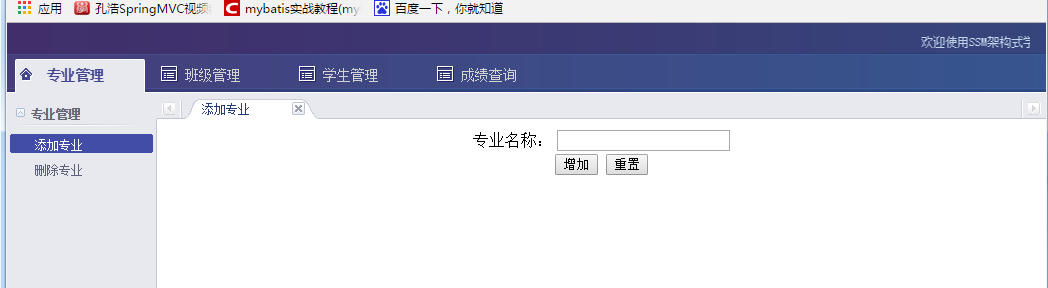 应用 孔浩SpringMVC视频 mybatis实战教程(my 百度一下，你就知道
欢迎使用SSM架构式学
专业管理 班级管理 学生管理 成绩查询
专业管理
添加专业
删除专业
添加专业
专业名称：
增加 重置